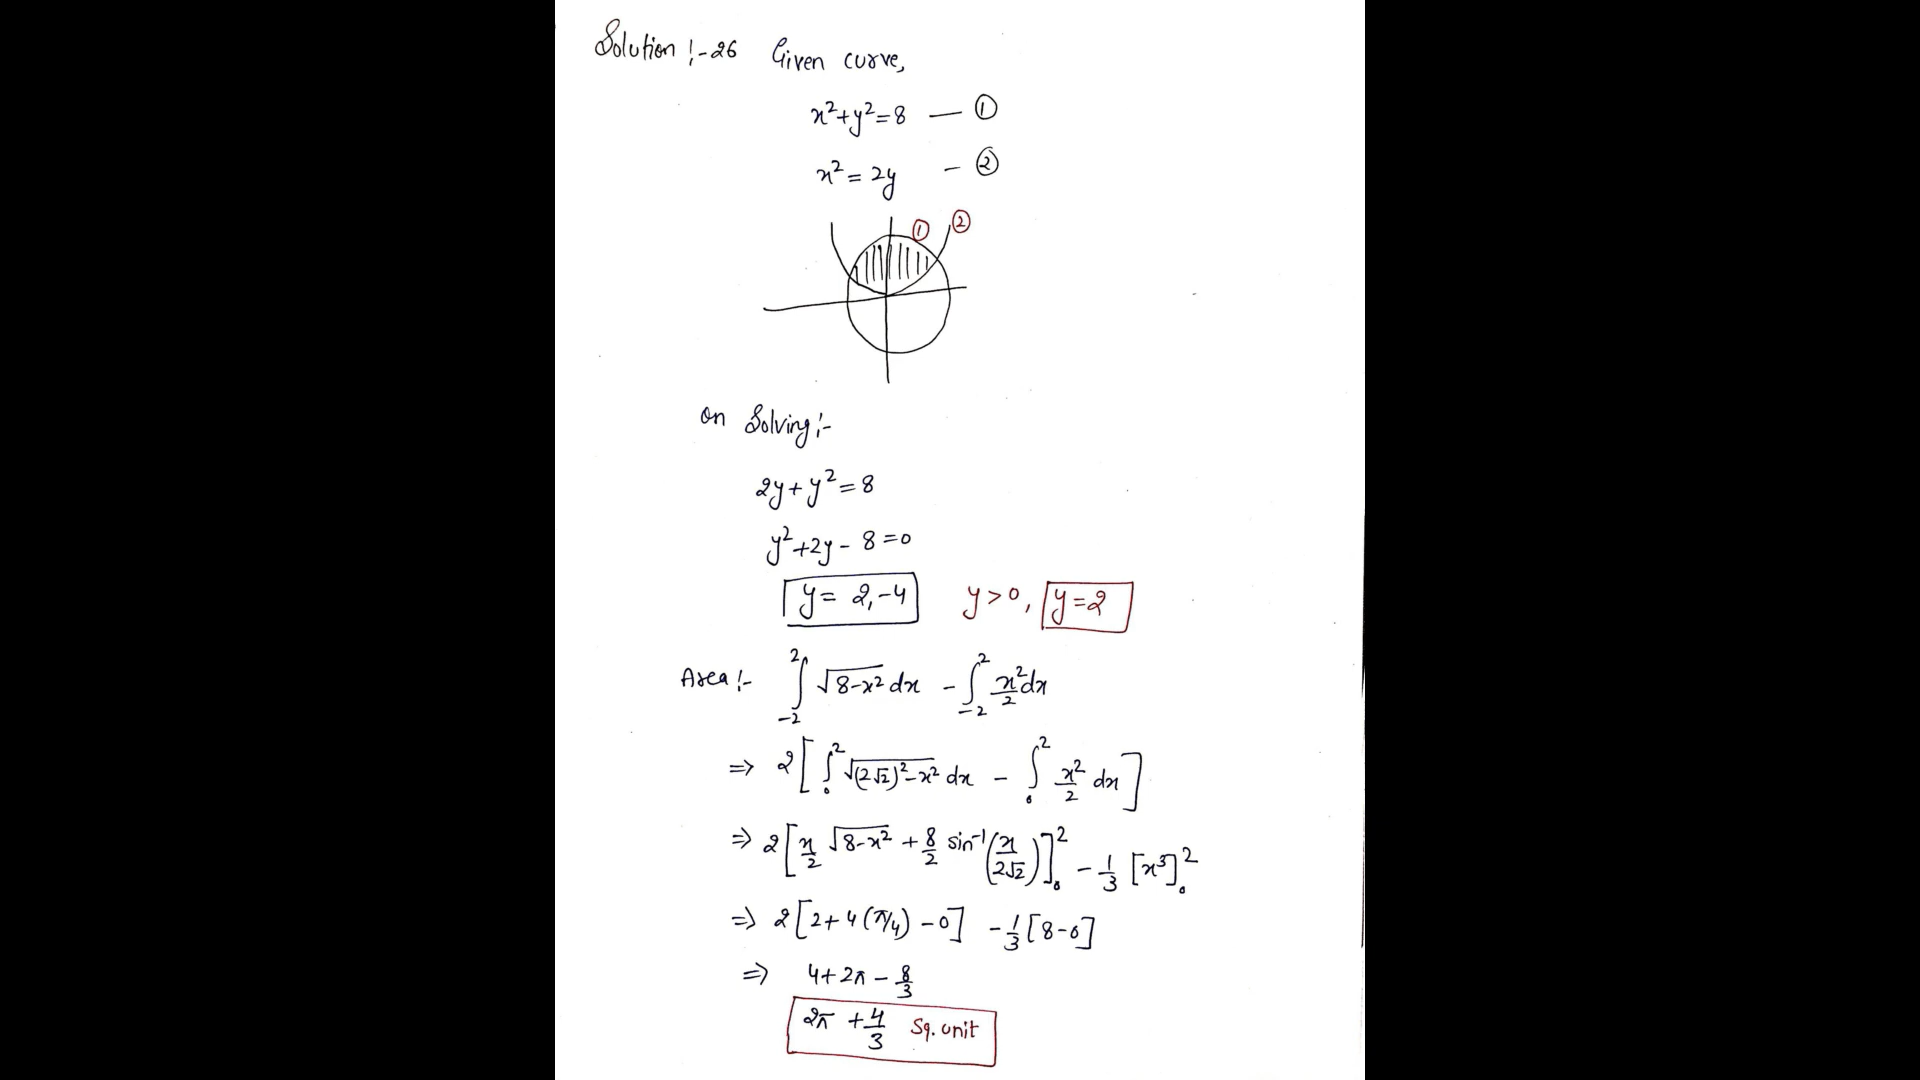 Solution :- 26 Given curve,
x²+y²=8 — ①
x² = 2y - ②
① ②
on Solving :-
2y+y²=8
y²+2y-8=0
y= 2,-4 y>0, y=2
Area :- ∫₋₂² √8-x² dx - ∫₋₂² x²/2 dx
⇒ 2[∫₀² √(2√2)²-x² dx - ∫₀² x²/2 dx]
⇒ 2[x/2 √8-x² + 8/2 sin⁻¹(x/2√2)]₀² - 1/3 [x³]₀²
⇒ 2[2+4(π/4)-0] - 1/3[8-0]
⇒ 4+2π - 8/3
2π + 4/3 Sq. unit